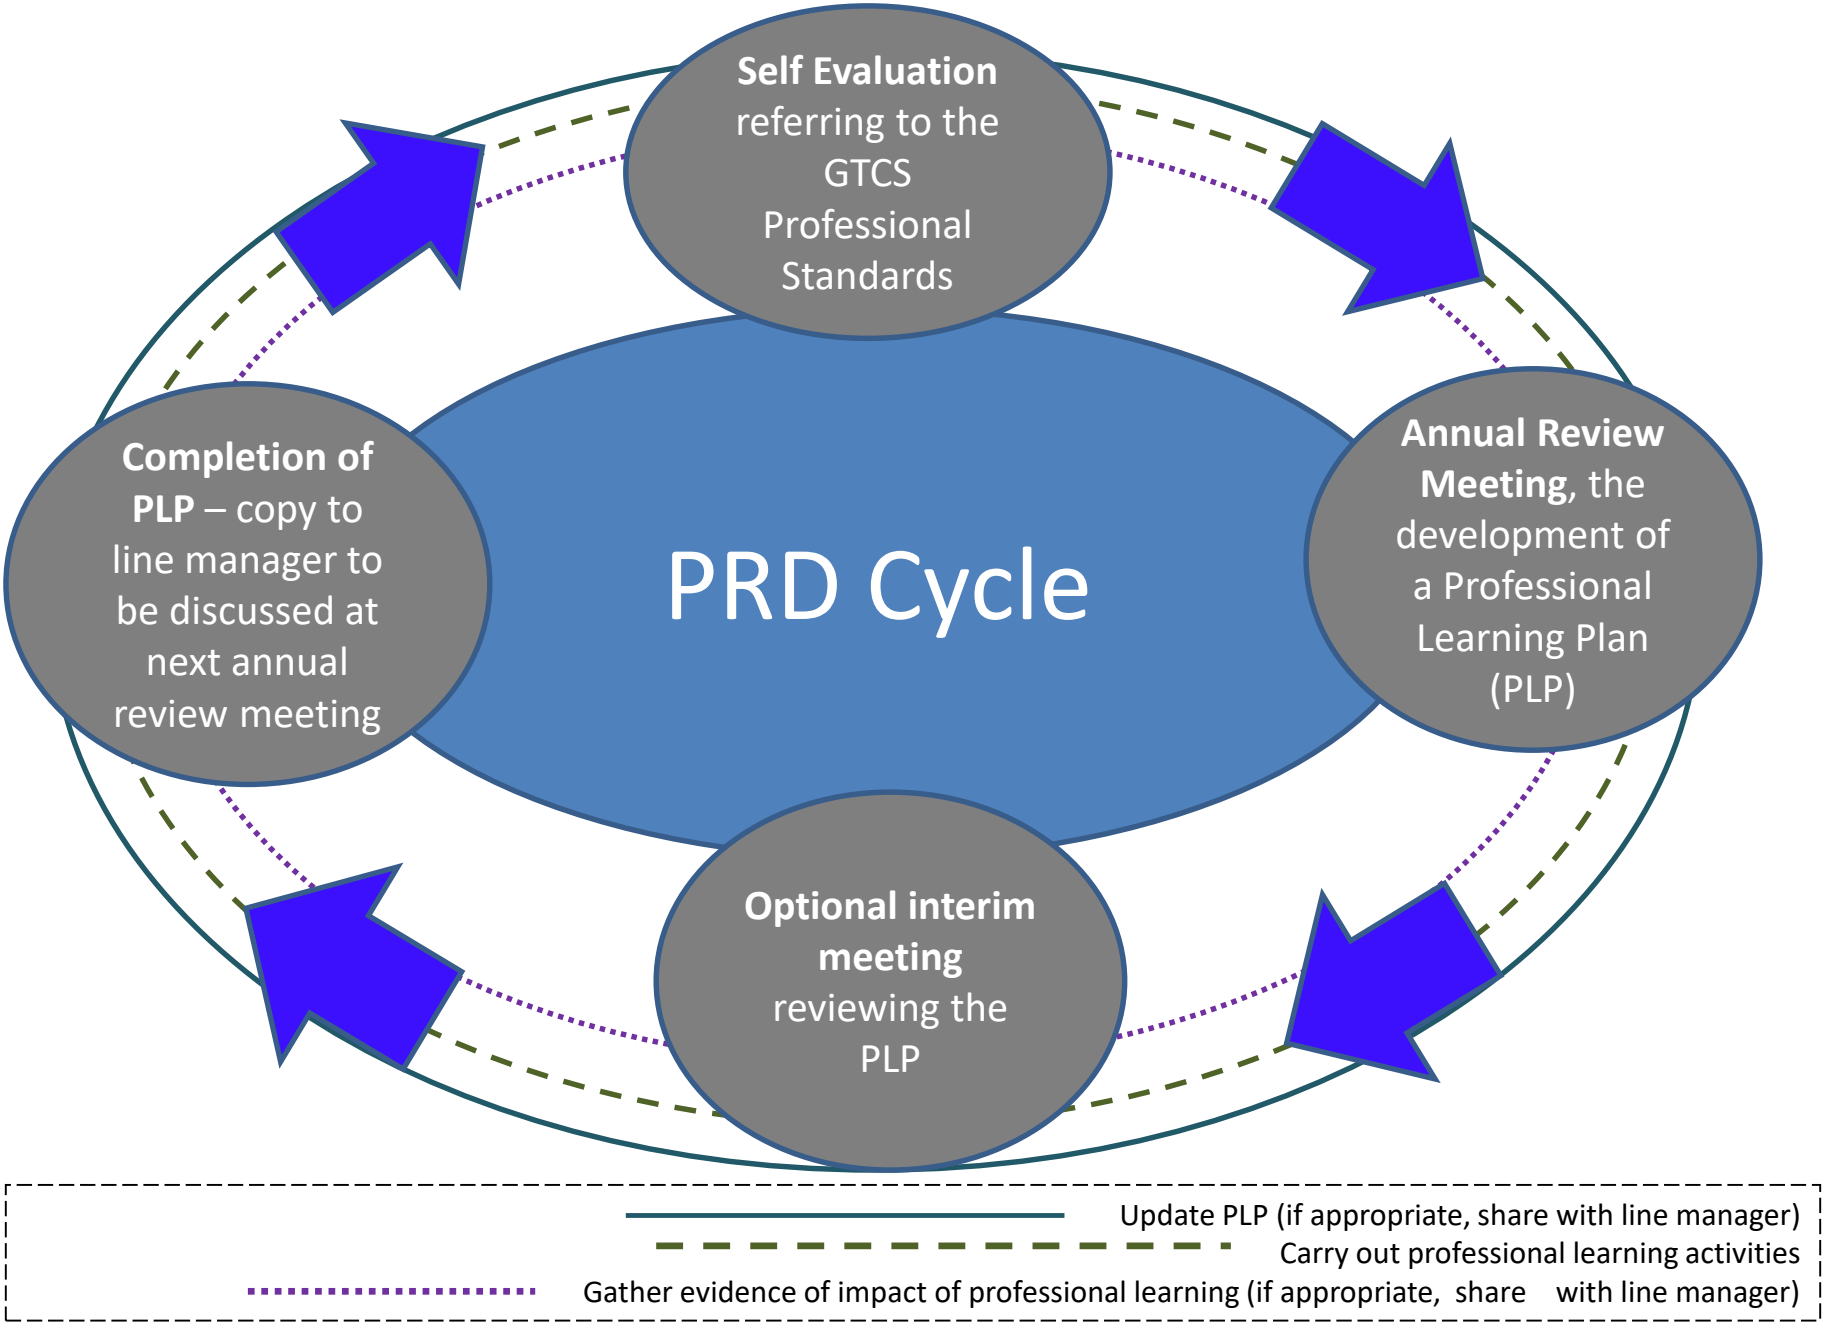 Self Evaluation
referring to the
GTCS
Professional
Standards
Annual Review
Meeting, the
development of
a Professional
Learning Plan
(PLP)
Completion of
PLP – copy to
line manager to
be discussed at
next annual
review meeting
PRD Cycle
Optional interim
meeting
reviewing the
PLP
Update PLP (if appropriate, share with line manager)
Carry out professional learning activities
Gather evidence of impact of professional learning (if appropriate, share with line manager)